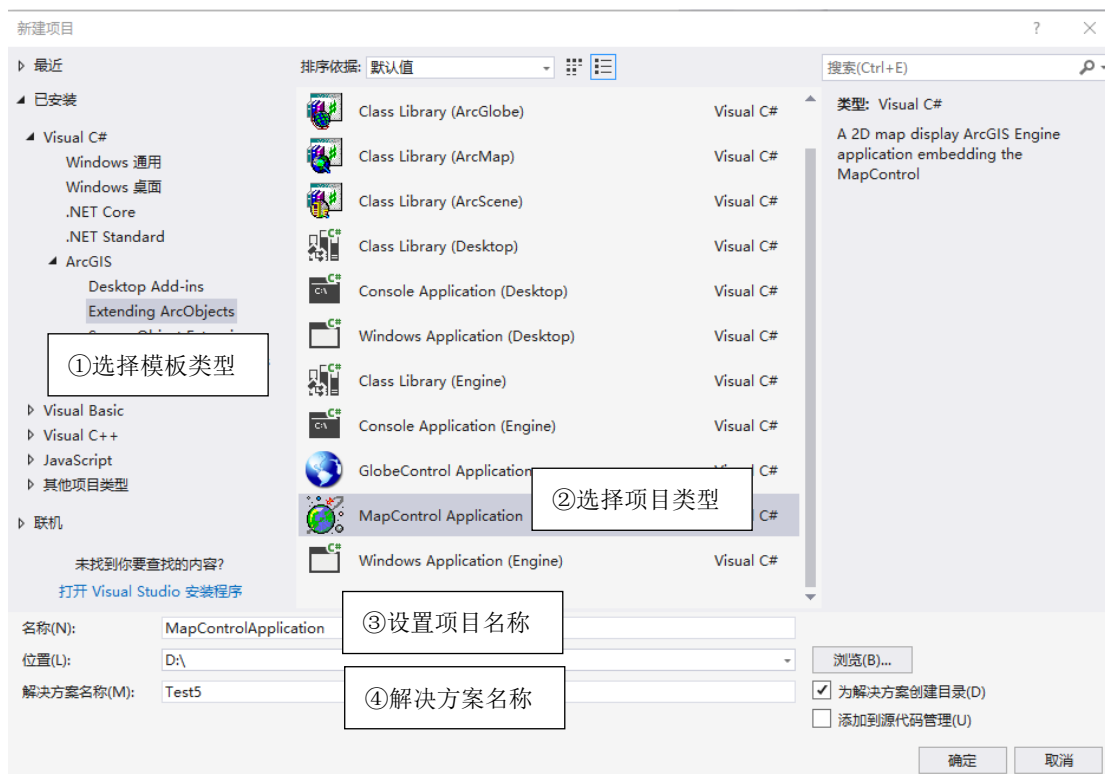 新建项目
?
最近
排序依据: 默认值
搜索(Ctrl+E)
已安装
Visual C#
Windows 通用
Windows 桌面
.NET Core
.NET Standard
ArcGIS
Desktop Add-ins
Extending ArcObjects
①选择模板类型
Visual Basic
Visual C++
JavaScript
其他项目类型
联机
未找到你要查找的内容?
打开 Visual Studio 安装程序
Class Library (ArcGlobe) Visual C#
Class Library (ArcMap) Visual C#
Class Library (ArcScene) Visual C#
Class Library (Desktop) Visual C#
Console Application (Desktop) Visual C#
Windows Application (Desktop) Visual C#
Class Library (Engine) Visual C#
Console Application (Engine) Visual C#
GlobeControl Application C#
②选择项目类型
MapControl Application C#
Windows Application (Engine) Visual C#
类型: Visual C#
A 2D map display ArcGIS Engine
application embedding the
MapControl
名称(N): MapControlApplication
③设置项目名称
位置(L): D:\
浏览(B)...
解决方案名称(M): Test5
④解决方案名称
为解决方案创建目录(D)
添加到源代码管理(U)
确定
取消